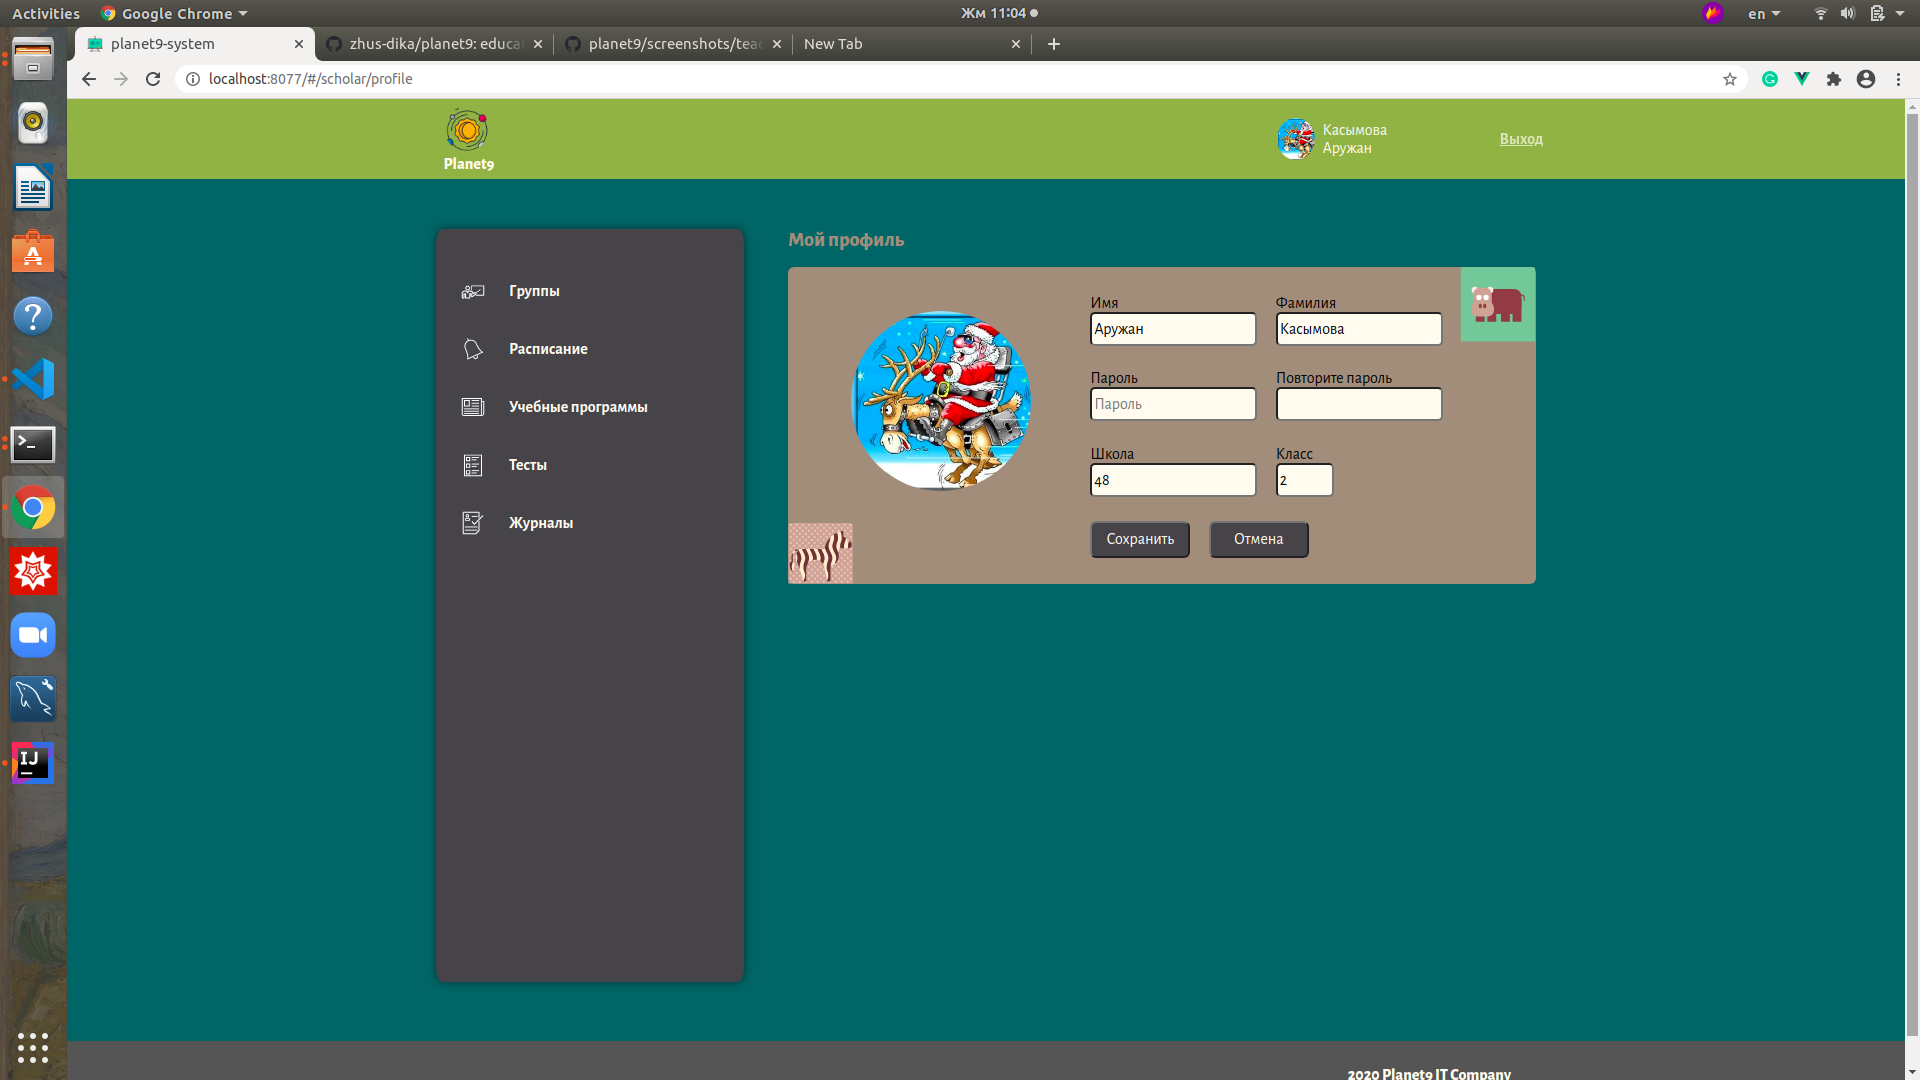 Activities
Google Chrome
Жм 11:04
en
planet9-system
zhus-dika/planet9: educa
planet9/screenshots/tea
New Tab
localhost:8077/#/scholar/profile
Planet9
Касымова
Аружан
Выход
Группы
Расписание
Учебные программы
Тесты
Журналы
Мой профиль
Имя
Фамилия
Аружан
Касымова
Пароль
Повторите пароль
Пароль
Школа
Класс
48
2
Сохранить
Отмена
2020 Planet9 IT Company
IJ